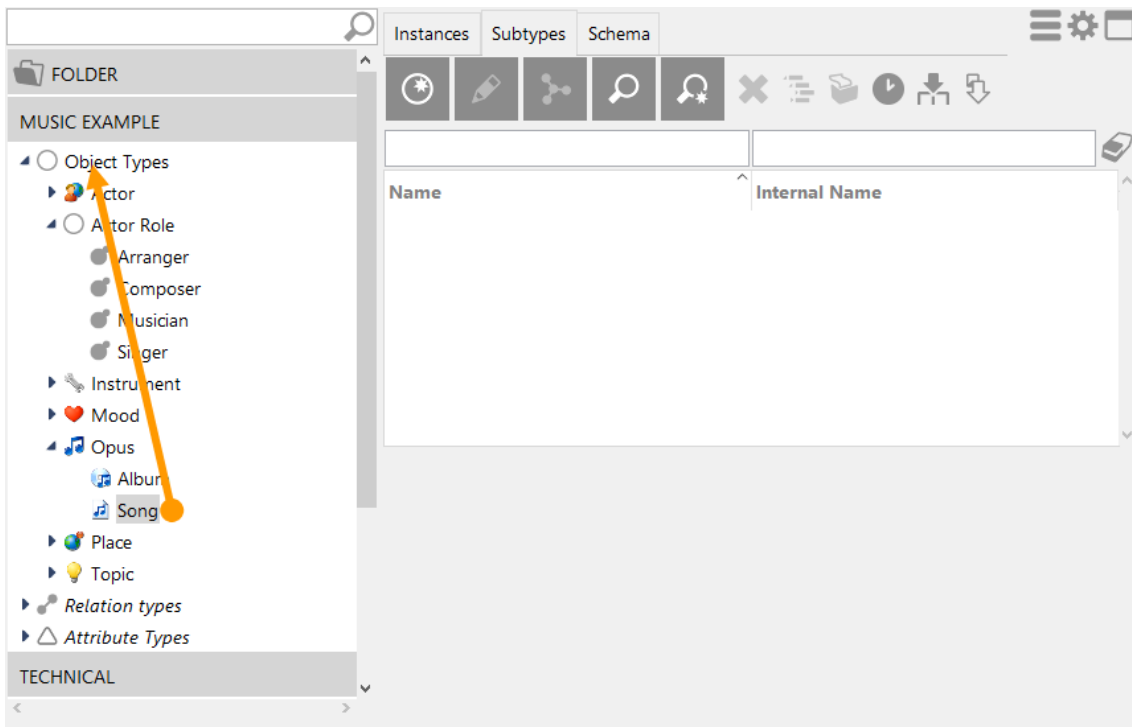 Instances Subtypes Schema
FOLDER
MUSIC EXAMPLE
Object Types
Actor
Actor Role
Arranger
Composer
Musician
Singer
Instrument
Mood
Opus
Album
Song
Place
Topic
Relation types
Attribute Types
TECHNICAL
Name Internal Name